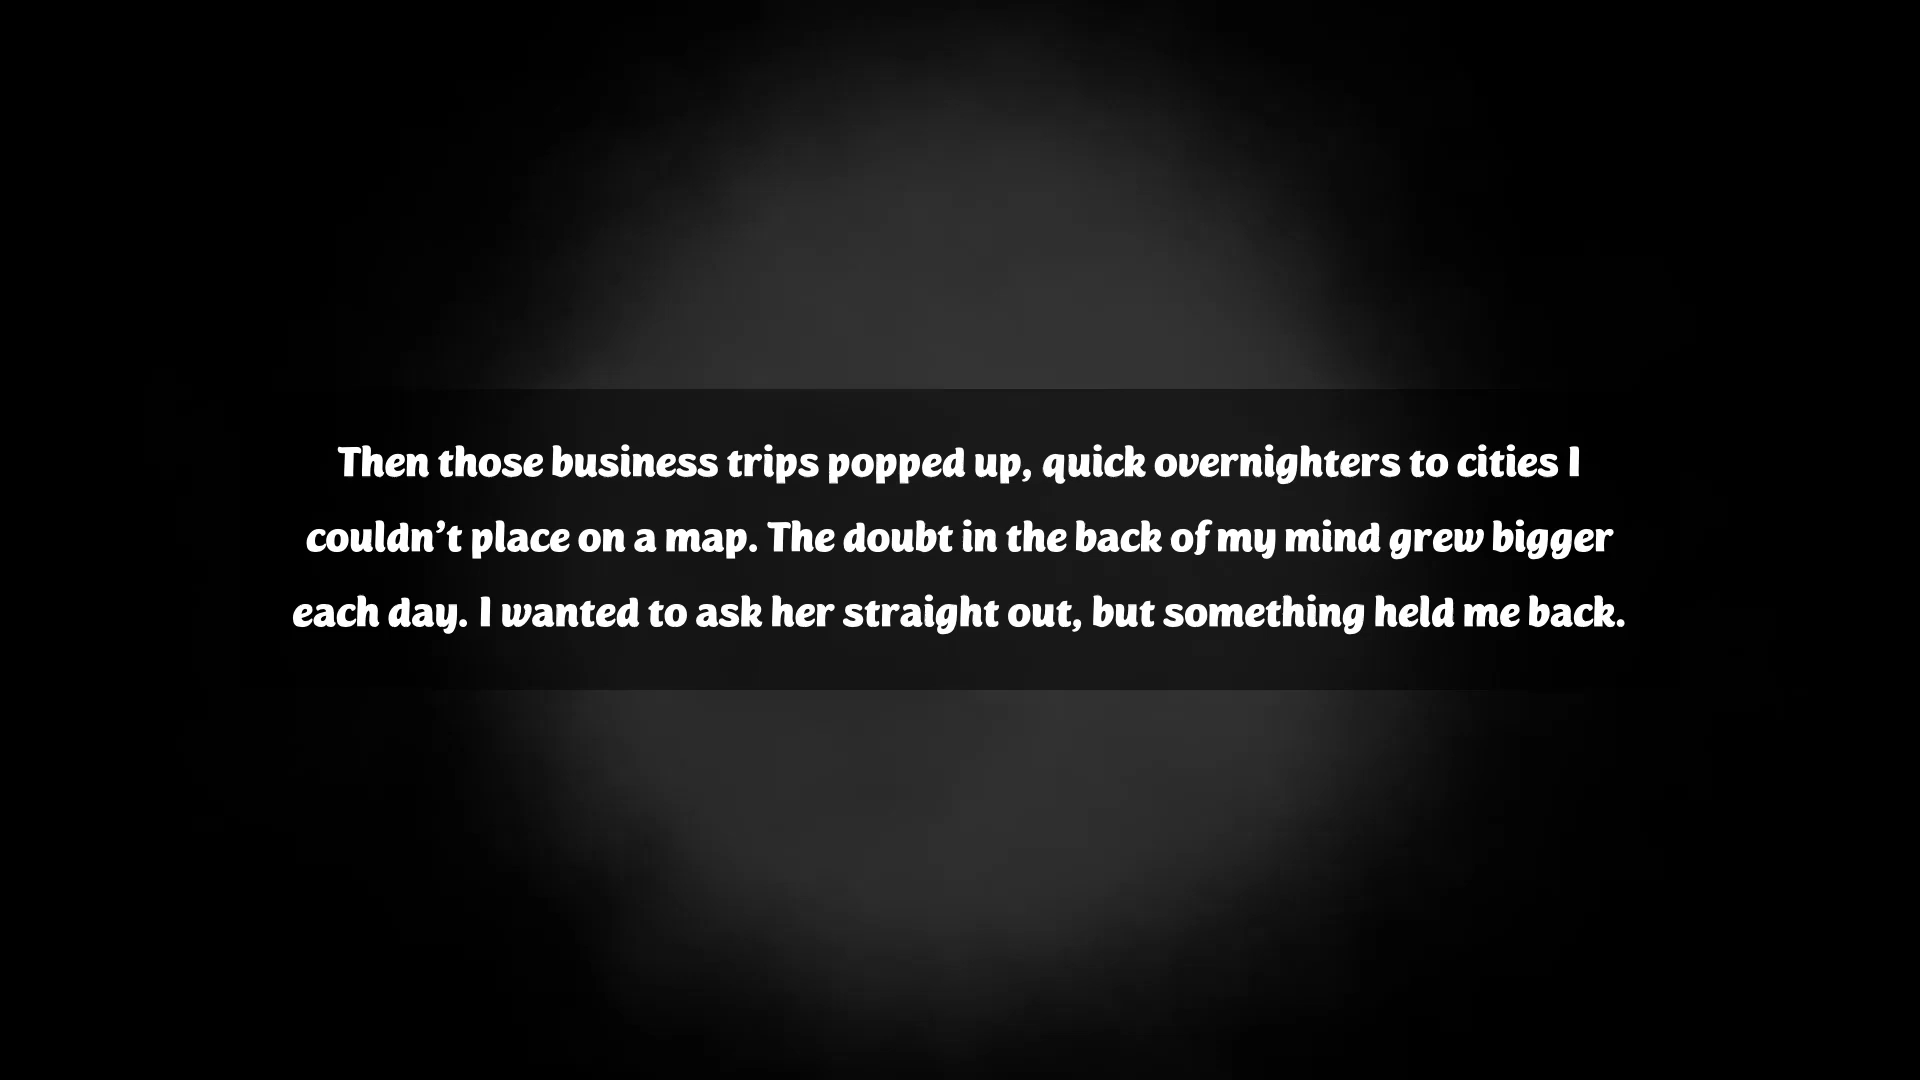 Then those business trips popped up, quick overnighters to cities I
couldn’t place on a map. The doubt in the back of my mind grew bigger
each day. I wanted to ask her straight out, but something held me back.